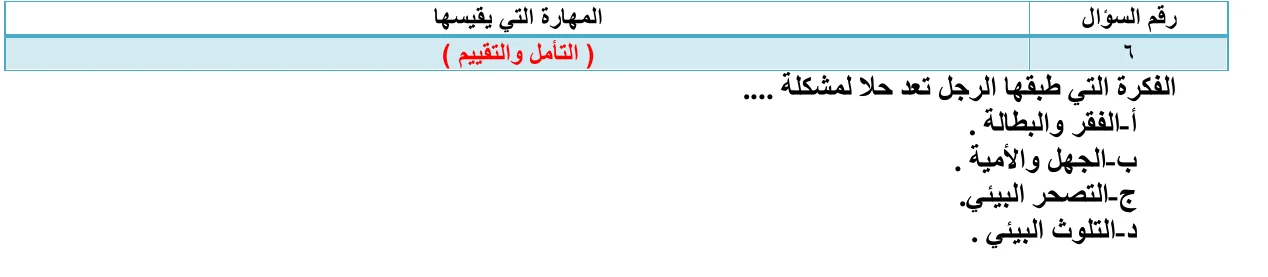 رقم السؤال المهارة التي يقيسها
٦ ( التأمل والتقييم )
الفكرة التي طبقها الرجل تعد حلا لمشكلة ....
أ-الفقر والبطالة .
ب-الجهل والأمية .
ج-التصحر البيئي.
د-التلوث البيئي .